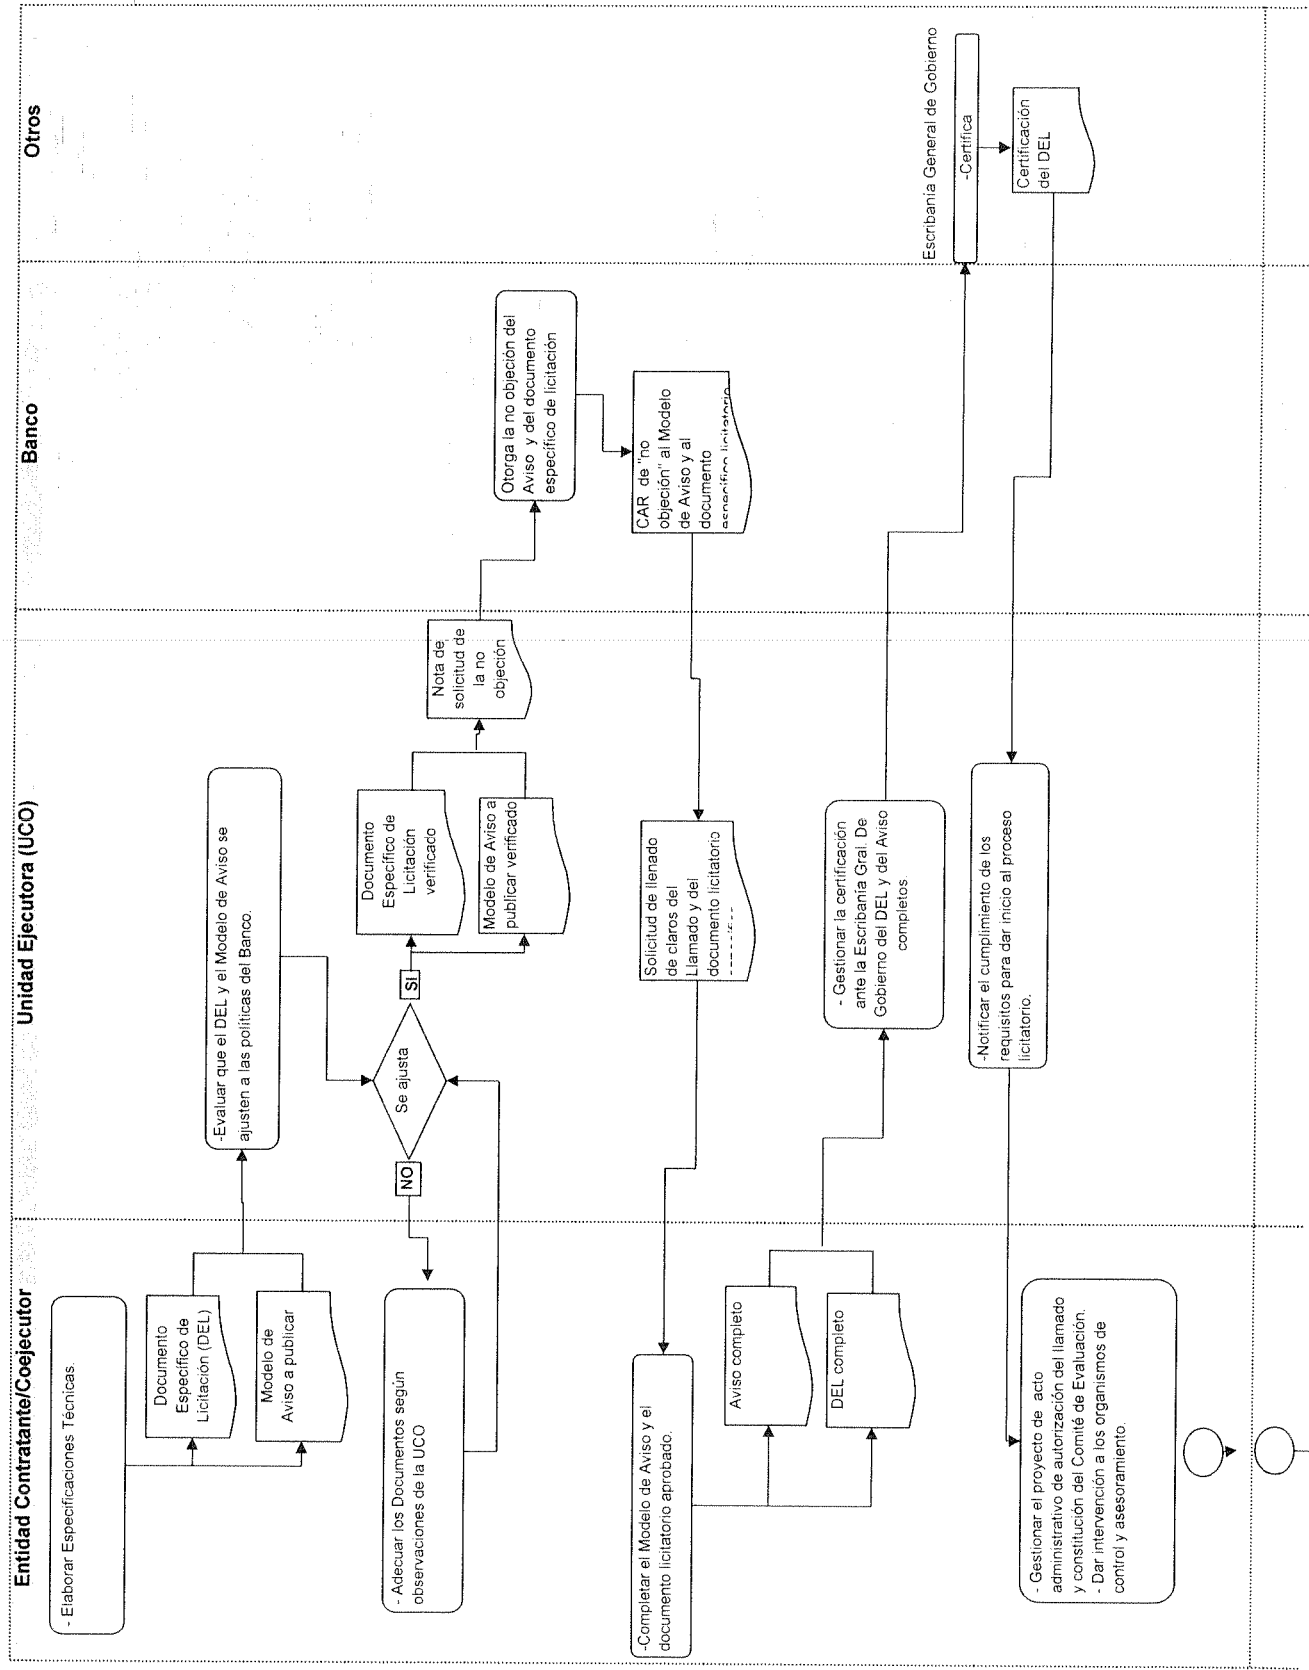 Entidad Contratante/Coejecutor
Unidad Ejecutora (UCO)
Banco
Otros
- Elaborar Especificaciones Técnicas.
Documento
Específico de
Licitación (DEL)
Modelo de
Aviso a publicar
-Evaluar que el DEL y el Modelo de Aviso se
ajusten a las políticas del Banco.
Se ajusta
NO
SI
- Adecuar los Documentos según
observaciones de la UCO
Documento
Específico de
Licitación
verificado
Modelo de Aviso a
publicar verificado
Nota de
solicitud de
la no
objeción
Otorga la no objeción del
Aviso y del documento
específico de licitación
CAR de "no
objeción" al Modelo
de Aviso y al
documento
específico licitatorio
Solicitud de llenado
de claros del
Llamado y del
documento licitatorio
-Completar el Modelo de Aviso y el
documento licitatorio aprobado.
Aviso completo
DEL completo
- Gestionar la certificación
ante la Escribanía Gral. De
Gobierno del DEL y del Aviso
completos.
Escribanía General de Gobierno
-Certifica
Certificación
del DEL
-Notificar el cumplimiento de los
requisitos para dar inicio al proceso
licitatorio.
- Gestionar el proyecto de acto
administrativo de autorización del llamado
y constitución del Comité de Evaluación.
- Dar intervención a los organismos de
control y asesoramiento.